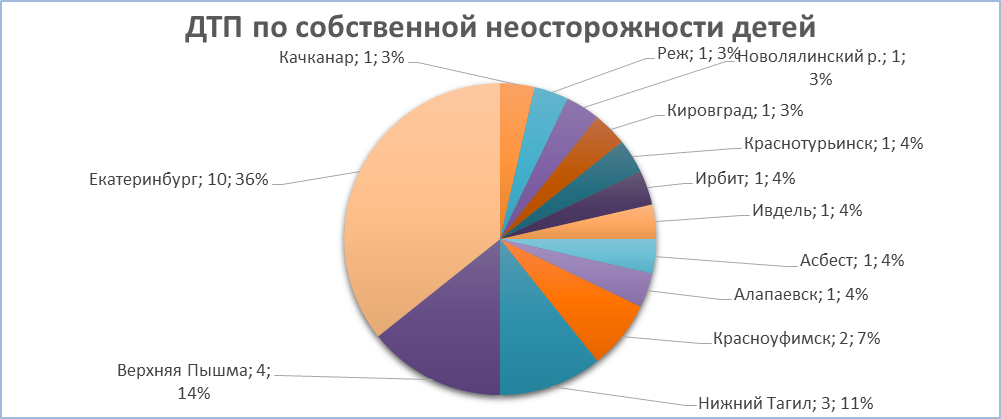 ДТП по собственной неосторожности детей
Качканар; 1; 3%
Реж; 1; 3%
Новолялинский р.; 1;
3%
Кировград; 1; 3%
Краснотурьинск; 1; 4%
Ирбит; 1; 4%
Ивдель; 1; 4%
Асбест; 1; 4%
Алапаевск; 1; 4%
Красноуфимск; 2; 7%
Нижний Тагил; 3; 11%
Верхняя Пышма; 4;
14%
Екатеринбург; 10; 36%